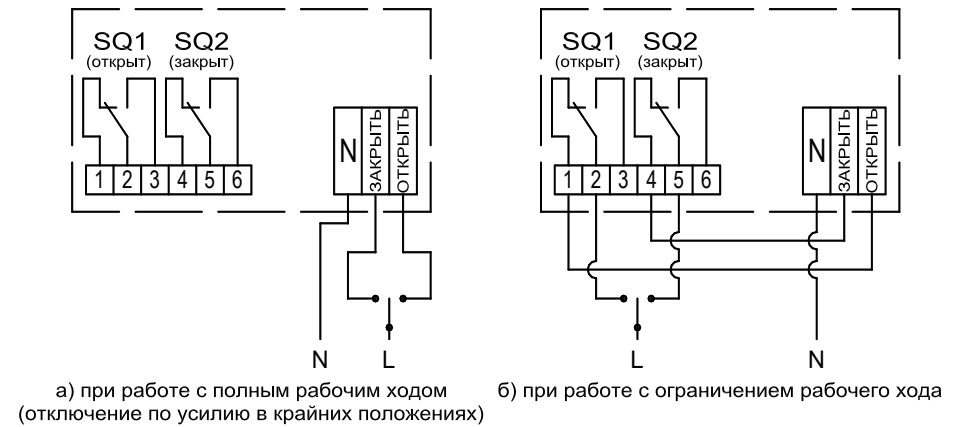 SQ1 SQ2
(открыт) (закрыт)
N ЗАКРЫТЬ ОТКРЫТЬ
1 2 3 4 5 6
N L
а) при работе с полным рабочим ходом
(отключение по усилию в крайних положениях)
SQ1 SQ2
(открыт) (закрыт)
N ЗАКРЫТЬ ОТКРЫТЬ
1 2 3 4 5 6
L N
б) при работе с ограничением рабочего хода